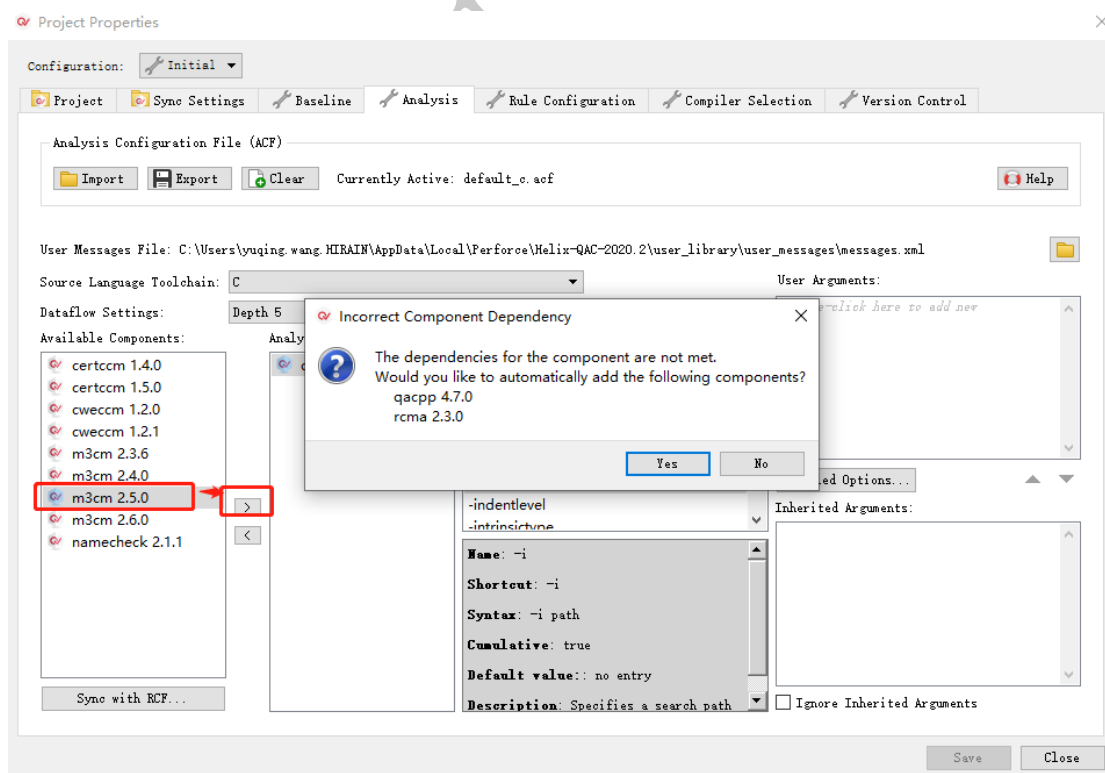 Project Properties
Configuration: Initial
Project Sync Settings Baseline Analysis Rule Configuration Compiler Selection Version Control
Analysis Configuration File (ACF)
Import Export Clear Currently Active: default_c.acf Help
User Messages File: C:\Users\yuqing.wang.HIRAIN\AppData\Local\Perforce\Helix-QAC-2020.2\user_library\user_messages\messages.xml
Source Language Toolchain: C
User Arguments:
Dataflow Settings: Depth 5
click here to add new
Available Components:
Analy
certccm 1.4.0
certccm 1.5.0
cweccm 1.2.0
cweccm 1.2.1
m3cm 2.3.6
m3cm 2.4.0
m3cm 2.5.0
m3cm 2.6.0
namecheck 2.1.1
>
<
Incorrect Component Dependency
The dependencies for the component are not met.
Would you like to automatically add the following components?
qacpp 4.7.0
rcma 2.3.0
Yes No
ed Options...
-indentlevel
-intrinsictype
Inherited Arguments:
Name: -i
Shortcut: -i
Syntax: -i path
Cumulative: true
Default value:: no entry
Description: Specifies a search path
Sync with RCF...
Ignore Inherited Arguments
Save Close